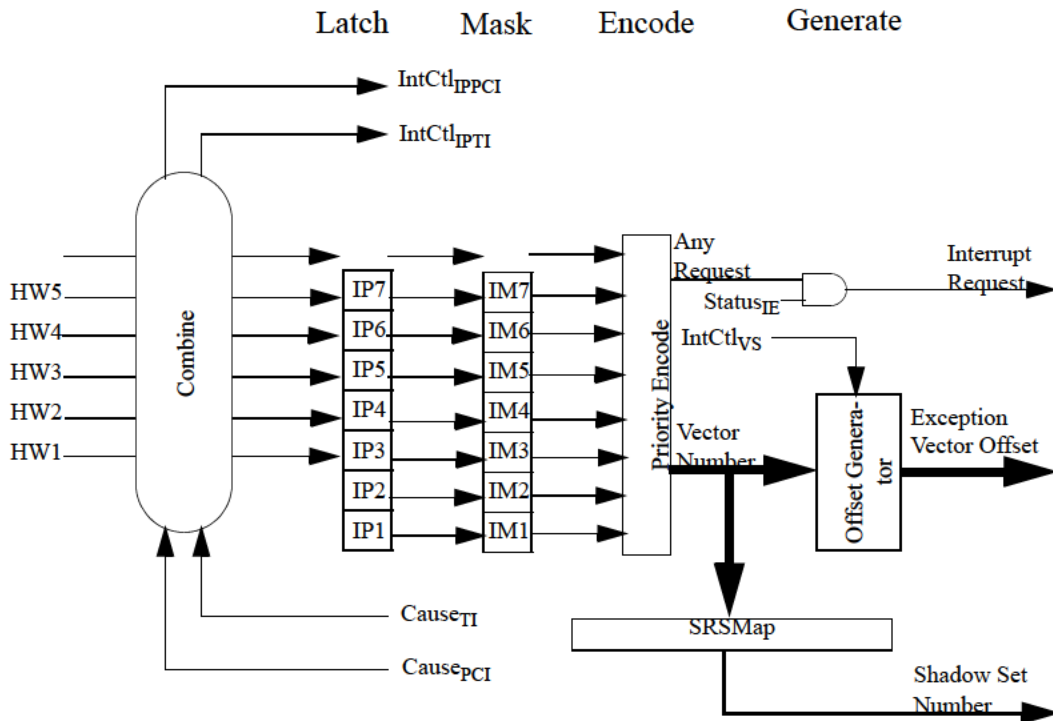 Latch Mask Encode Generate
IntCtlIPPCI
IntCtlIPTI
Any
Request
Interrupt
Request
HW5 IP7 IM7
StatusIE
HW4 IP6 IM6
IntCtlVS
HW3 IP5 IM5
HW2 IP4 IM4
HW1 IP3 IM3
IP2 IM2
IP1 IM1
Combine
Priority Encode
Vector
Number
Offset Genera-
tor
Exception
Vector Offset
CauseTI
SRSMap
CausePCI
Shadow Set
Number